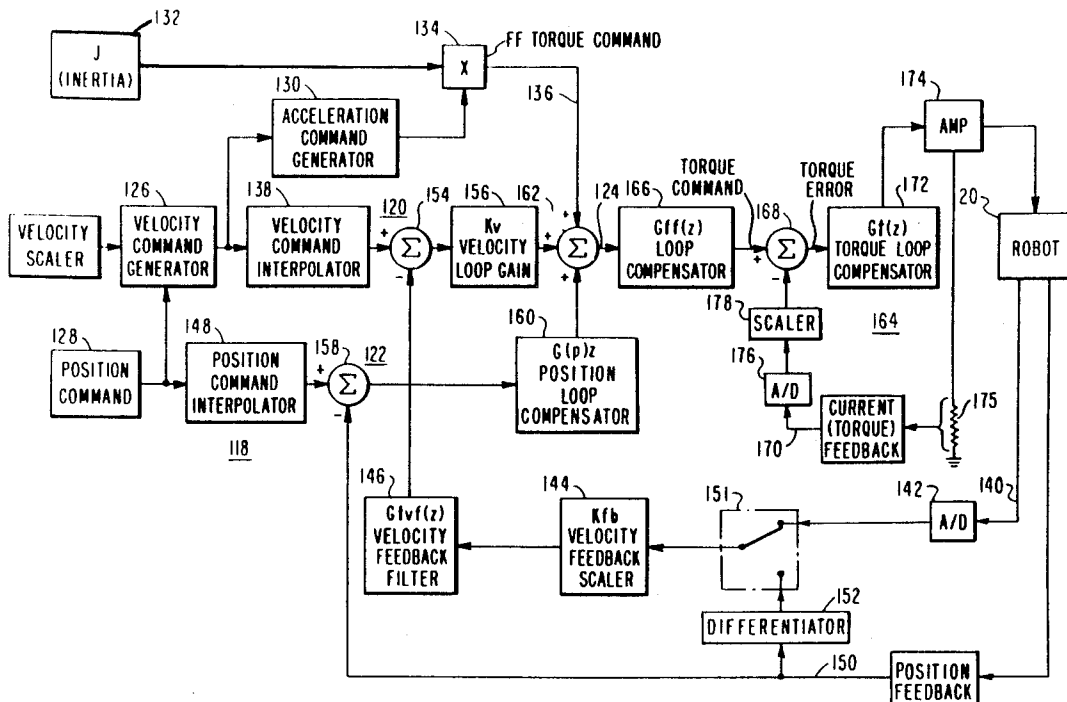 132
134
FF TORQUE COMMAND
J
(INERTIA)
X
130
136
174
AMP
ACCELERATION
COMMAND
GENERATOR
126
138
120
154
156
162
124
TORQUE
COMMAND
166
168
TORQUE
ERROR
172
20
VELOCITY
SCALER
VELOCITY
COMMAND
GENERATOR
VELOCITY
COMMAND
INTERPOLATOR
+
Σ
-
Kv
VELOCITY
LOOP GAIN
+
+
Σ
+
Gff(z)
LOOP
COMPENSATOR
+
Σ
-
Gf(z)
TORQUE LOOP
COMPENSATOR
ROBOT
128
148
158
122
160
178
SCALER
164
POSITION
COMMAND
POSITION
COMMAND
INTERPOLATOR
+
Σ
-
G(p)z
POSITION
LOOP
COMPENSATOR
176
A/D
118
170
CURRENT
(TORQUE)
FEEDBACK
175
146
144
151
142
140
Gfvf(z)
VELOCITY
FEEDBACK
FILTER
Kfb
VELOCITY
FEEDBACK
SCALER
A/D
152
DIFFERENTIATOR
150
POSITION
FEEDBACK